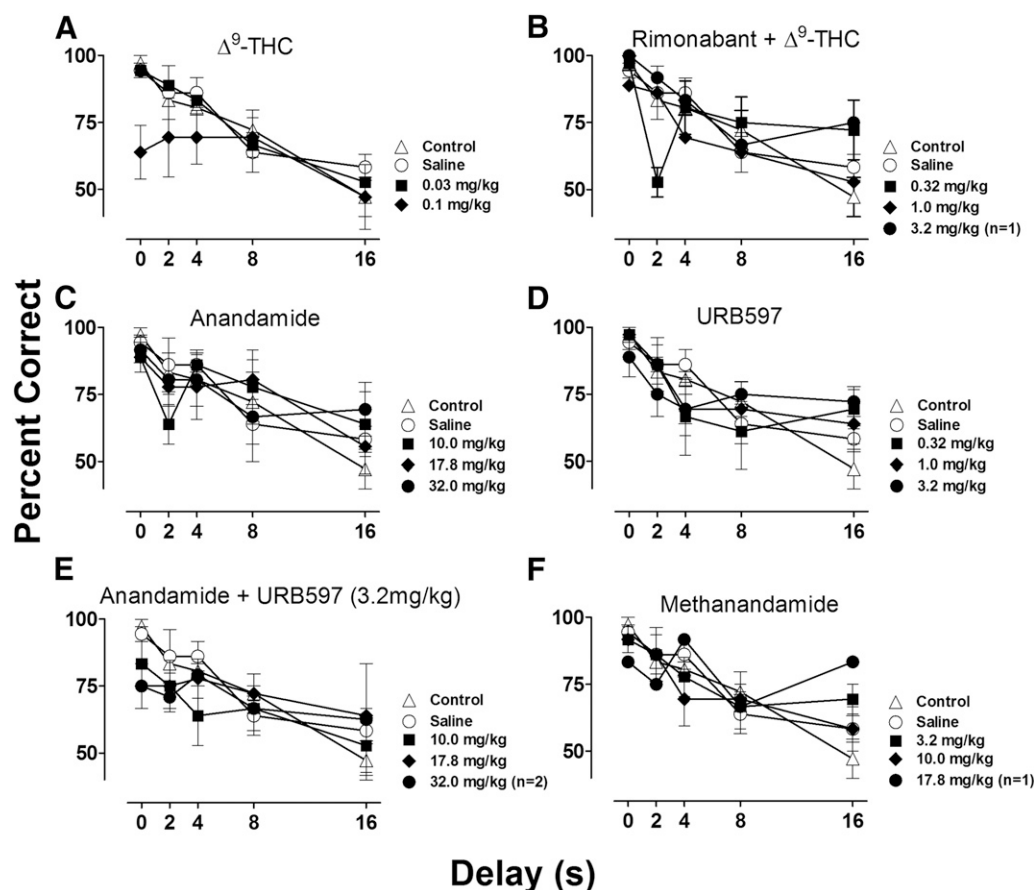 A
Δ⁹-THC
100
75
50
0 2 4 8 16
Control
Saline
0.03 mg/kg
0.1 mg/kg
B
Rimonabant + Δ⁹-THC
100
75
50
0 2 4 8 16
Control
Saline
0.32 mg/kg
1.0 mg/kg
3.2 mg/kg (n=1)
Percent Correct
C
Anandamide
100
75
50
0 2 4 8 16
Control
Saline
10.0 mg/kg
17.8 mg/kg
32.0 mg/kg
D
URB597
100
75
50
0 2 4 8 16
Control
Saline
0.32 mg/kg
1.0 mg/kg
3.2 mg/kg
E
Anandamide + URB597 (3.2mg/kg)
100
75
50
0 2 4 8 16
Control
Saline
10.0 mg/kg
17.8 mg/kg
32.0 mg/kg (n=2)
F
Methanandamide
100
75
50
0 2 4 8 16
Control
Saline
3.2 mg/kg
10.0 mg/kg
17.8 mg/kg (n=1)
Delay (s)